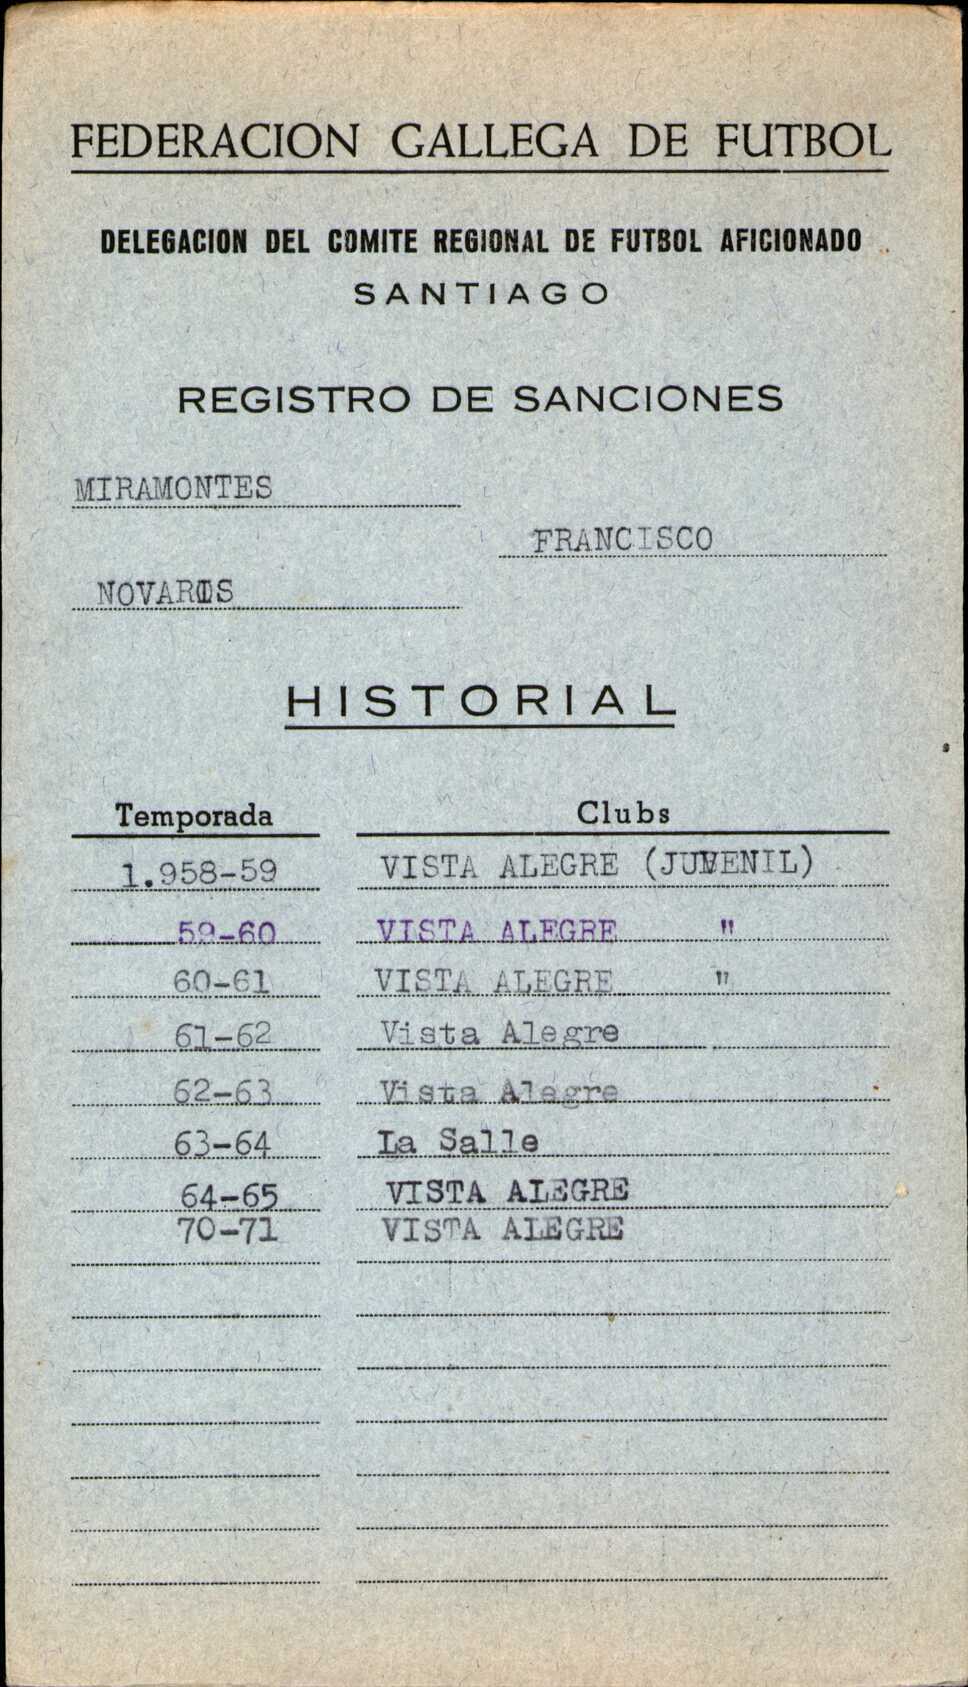 FEDERACION GALLEGA DE FUTBOL
DELEGACION DEL COMITE REGIONAL DE FUTBOL AFICIONADO
SANTIAGO
REGISTRO DE SANCIONES
MIRAMONTES
FRANCISCO
HISTORIAL
Temporada Clubs
1.958-59 VISTA ALEGRE (JUVENIL)
59-60 VISTA ALEGRE "
60-61 VISTA ALEGRE "
61-62 Vista Alegre
62-63 Vista Alegre
63-64 La Salle
64-65 VISTA ALEGRE
70-71 VISTA ALEGRE